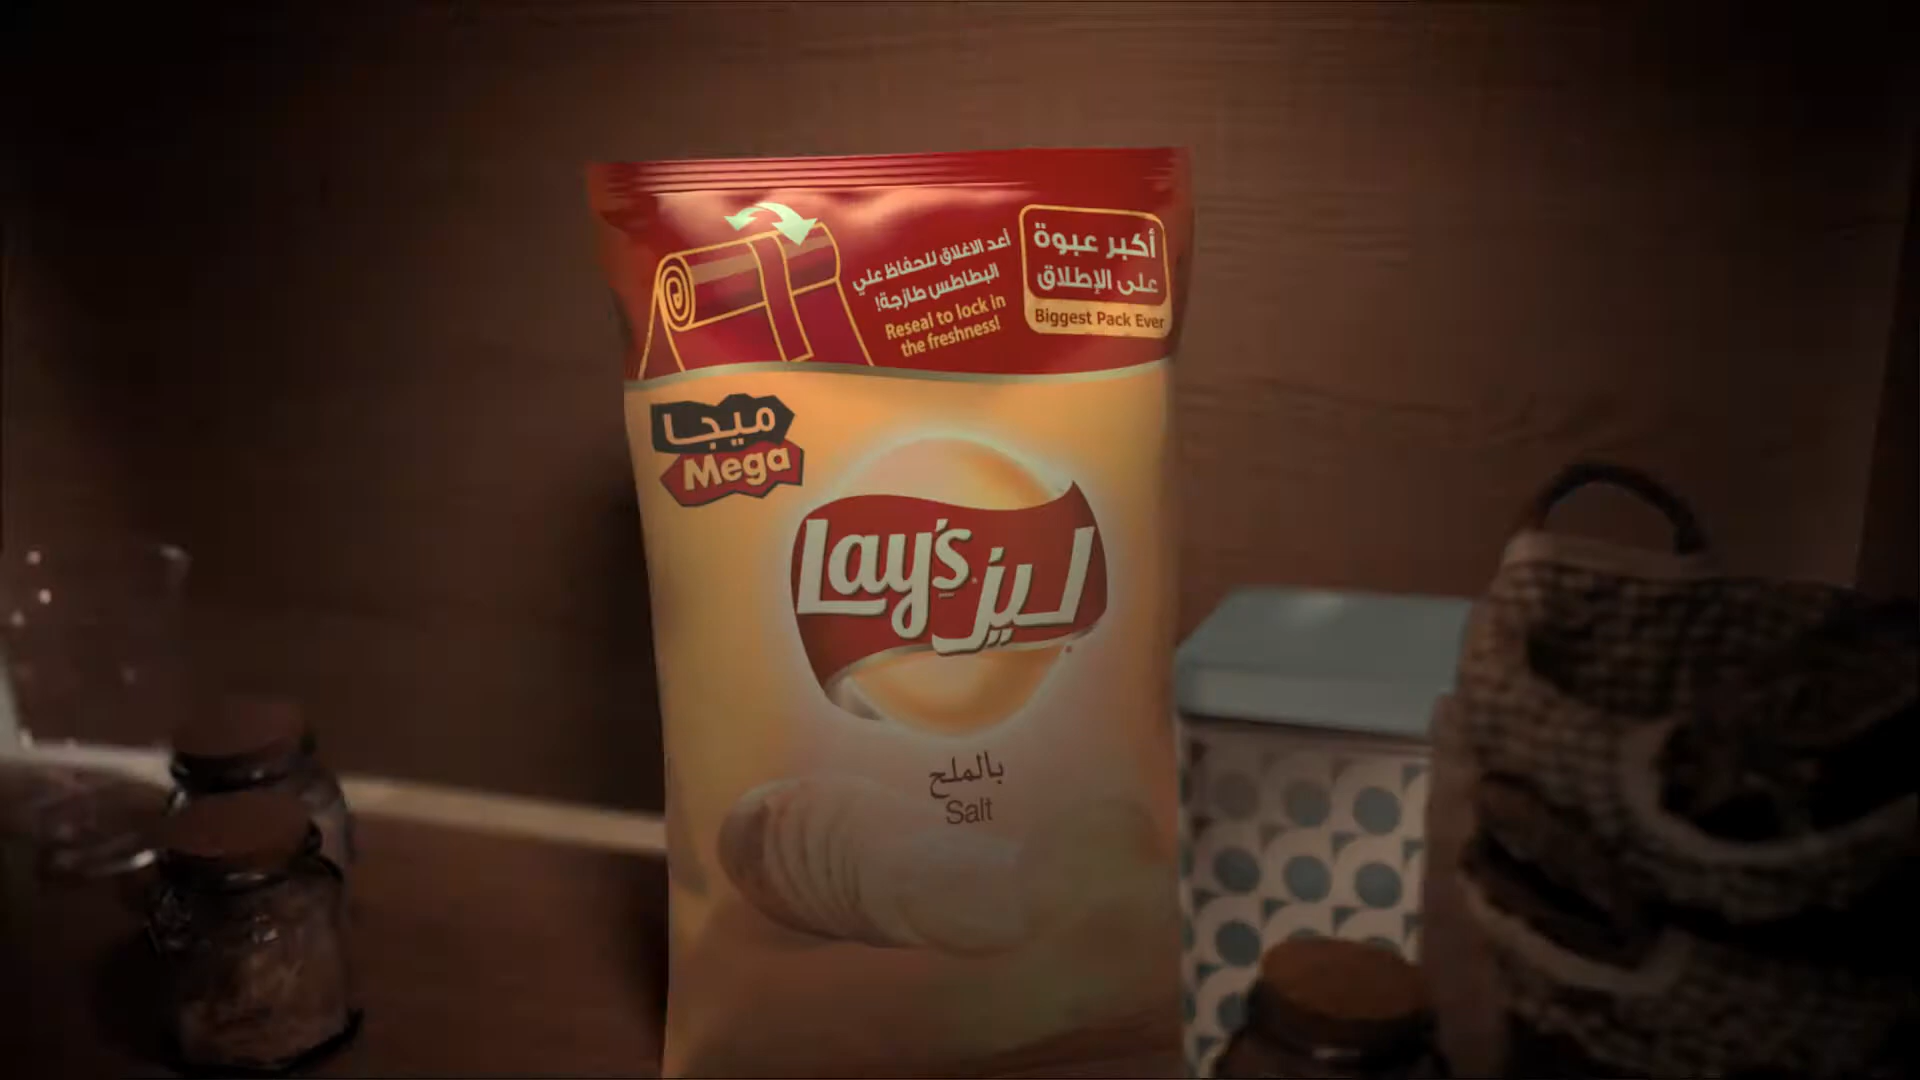 أعد الاغلاق للحفاظ علي
البطاطس طازجة!
Reseal to lock in
the freshness!
أكبر عبوة
على الإطلاق
Biggest Pack Ever
ميجا
Mega
Lay's ليز
بالملح
Salt